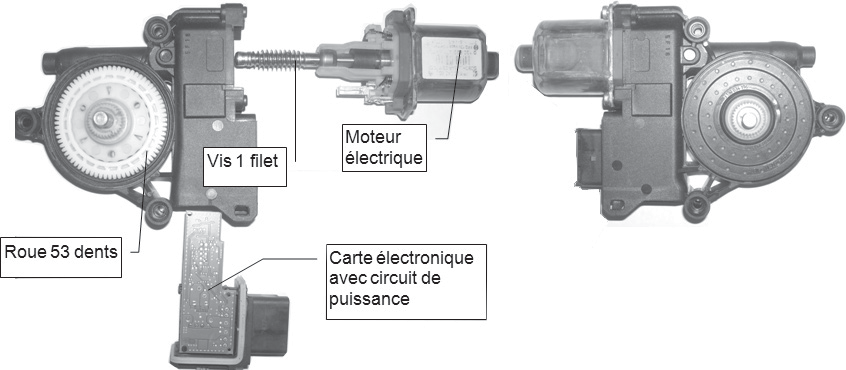 Moteur
électrique
Vis 1 filet
Roue 53 dents
Carte électronique
avec circuit de
puissance